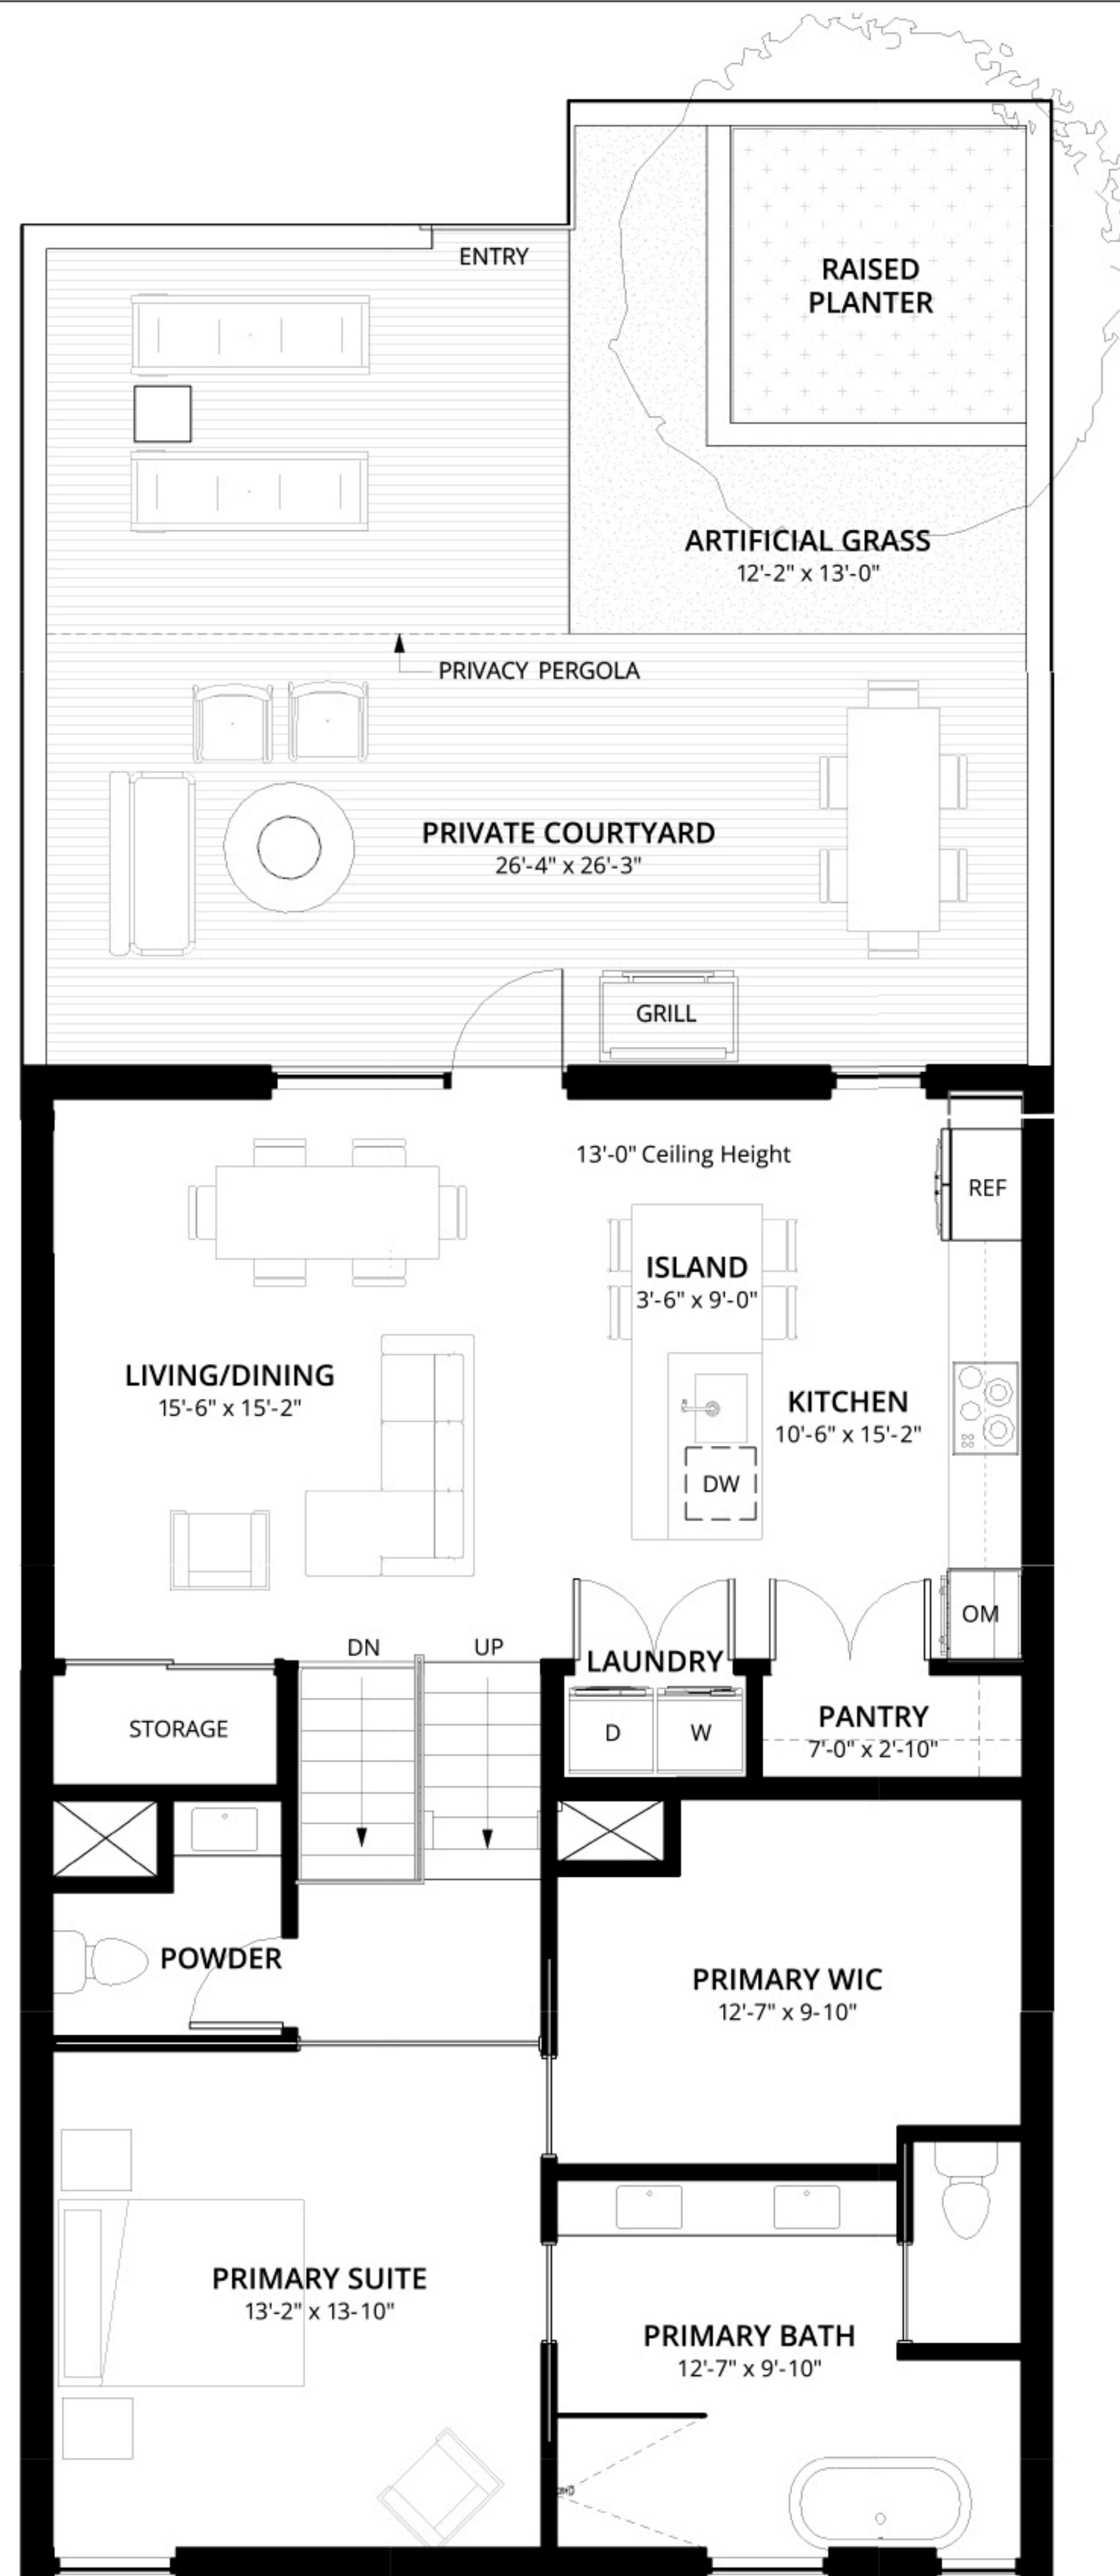 ENTRY
RAISED
PLANTER
ARTIFICIAL GRASS
12'-2" x 13'-0"
PRIVACY PERGOLA
PRIVATE COURTYARD
26'-4" x 26'-3"
GRILL
13'-0" Ceiling Height
REF
ISLAND
3'-6" x 9'-0"
LIVING/DINING
15'-6" x 15'-2"
KITCHEN
10'-6" x 15'-2"
DW
OM
DN
UP
LAUNDRY
STORAGE
D
W
PANTRY
7'-0" x 2'-10"
POWDER
PRIMARY WIC
12'-7" x 9-10"
PRIMARY SUITE
13'-2" x 13-10"
PRIMARY BATH
12'-7" x 9'-10"